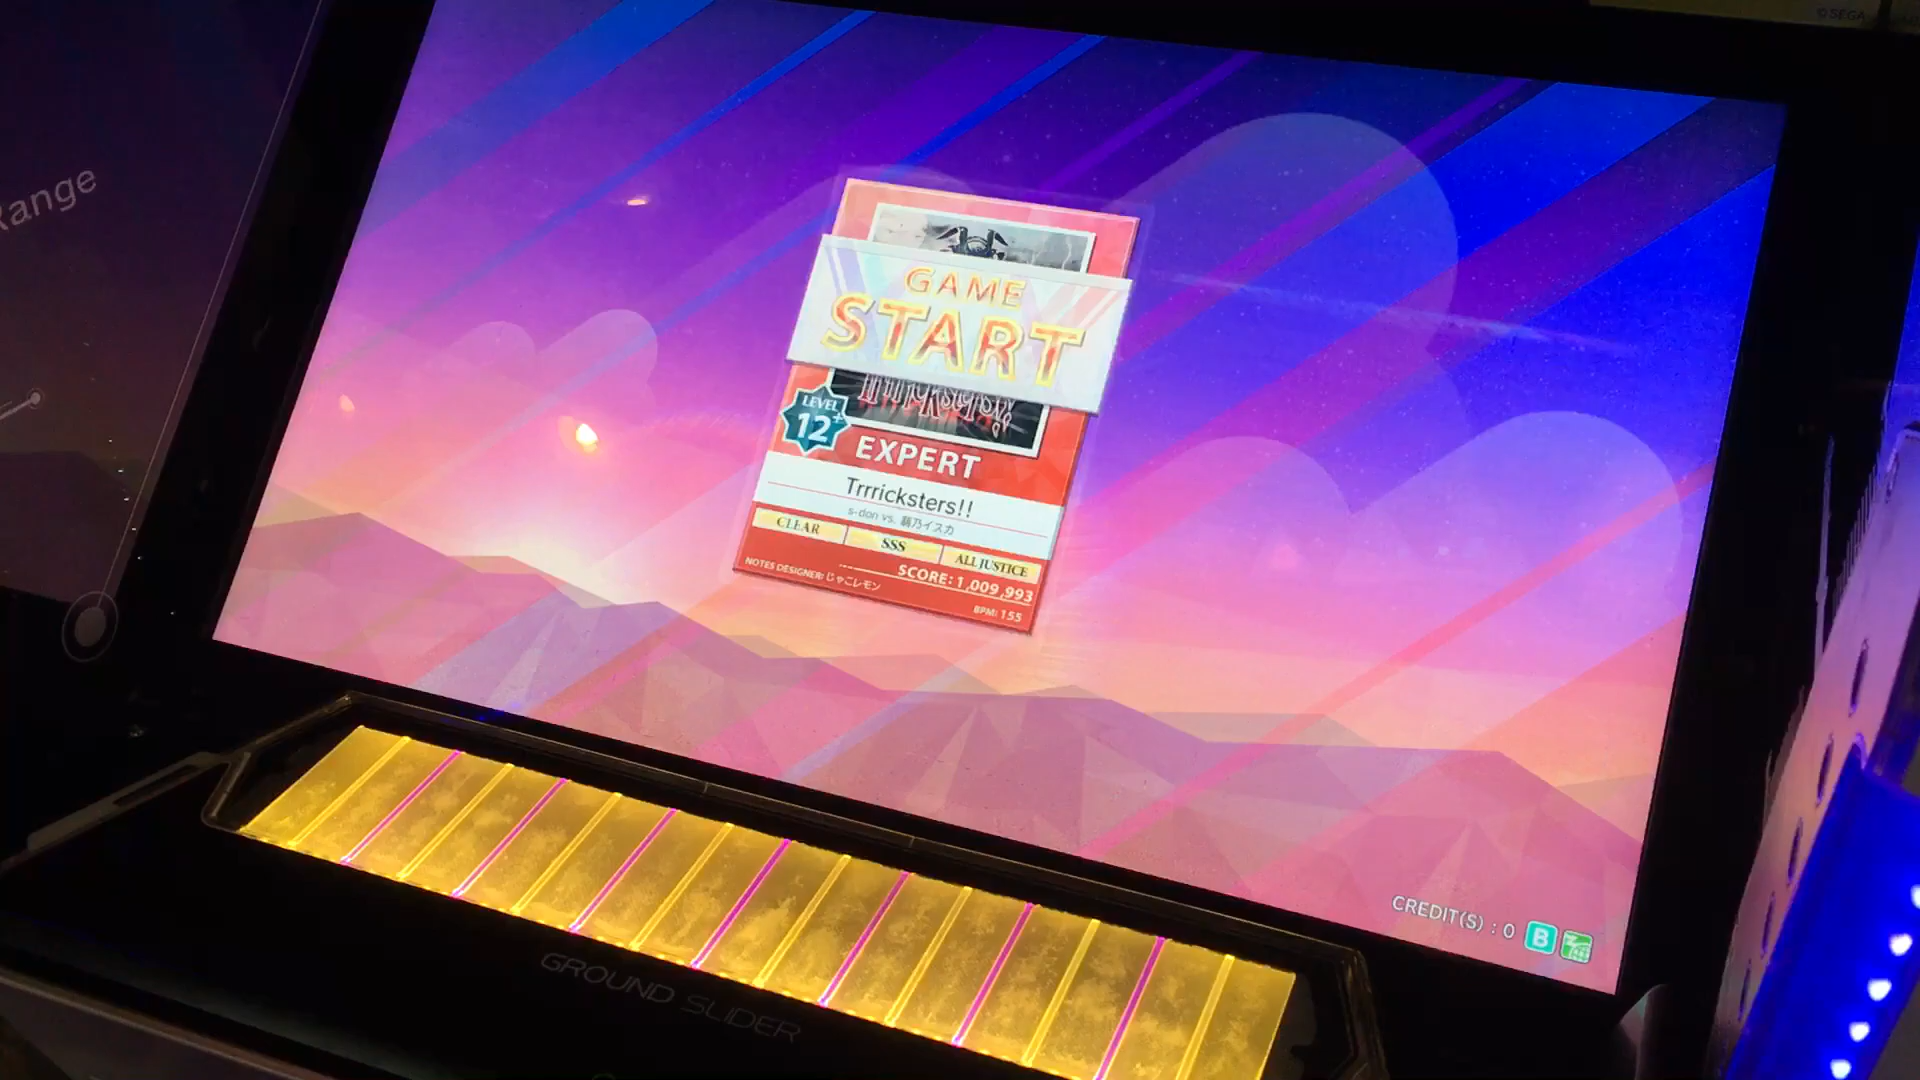 ©SEGA
Range
GAME
START
LEVEL
12+
EXPERT
Trrricksters!!
s-don vs. 翡乃イスカ
CLEAR
SSS
ALL JUSTICE
SCORE: 1,009,993
NOTES DESIGNER: じゃこレモン
BPM: 155
CREDIT(S) : 0
B
GROUND SLIDER